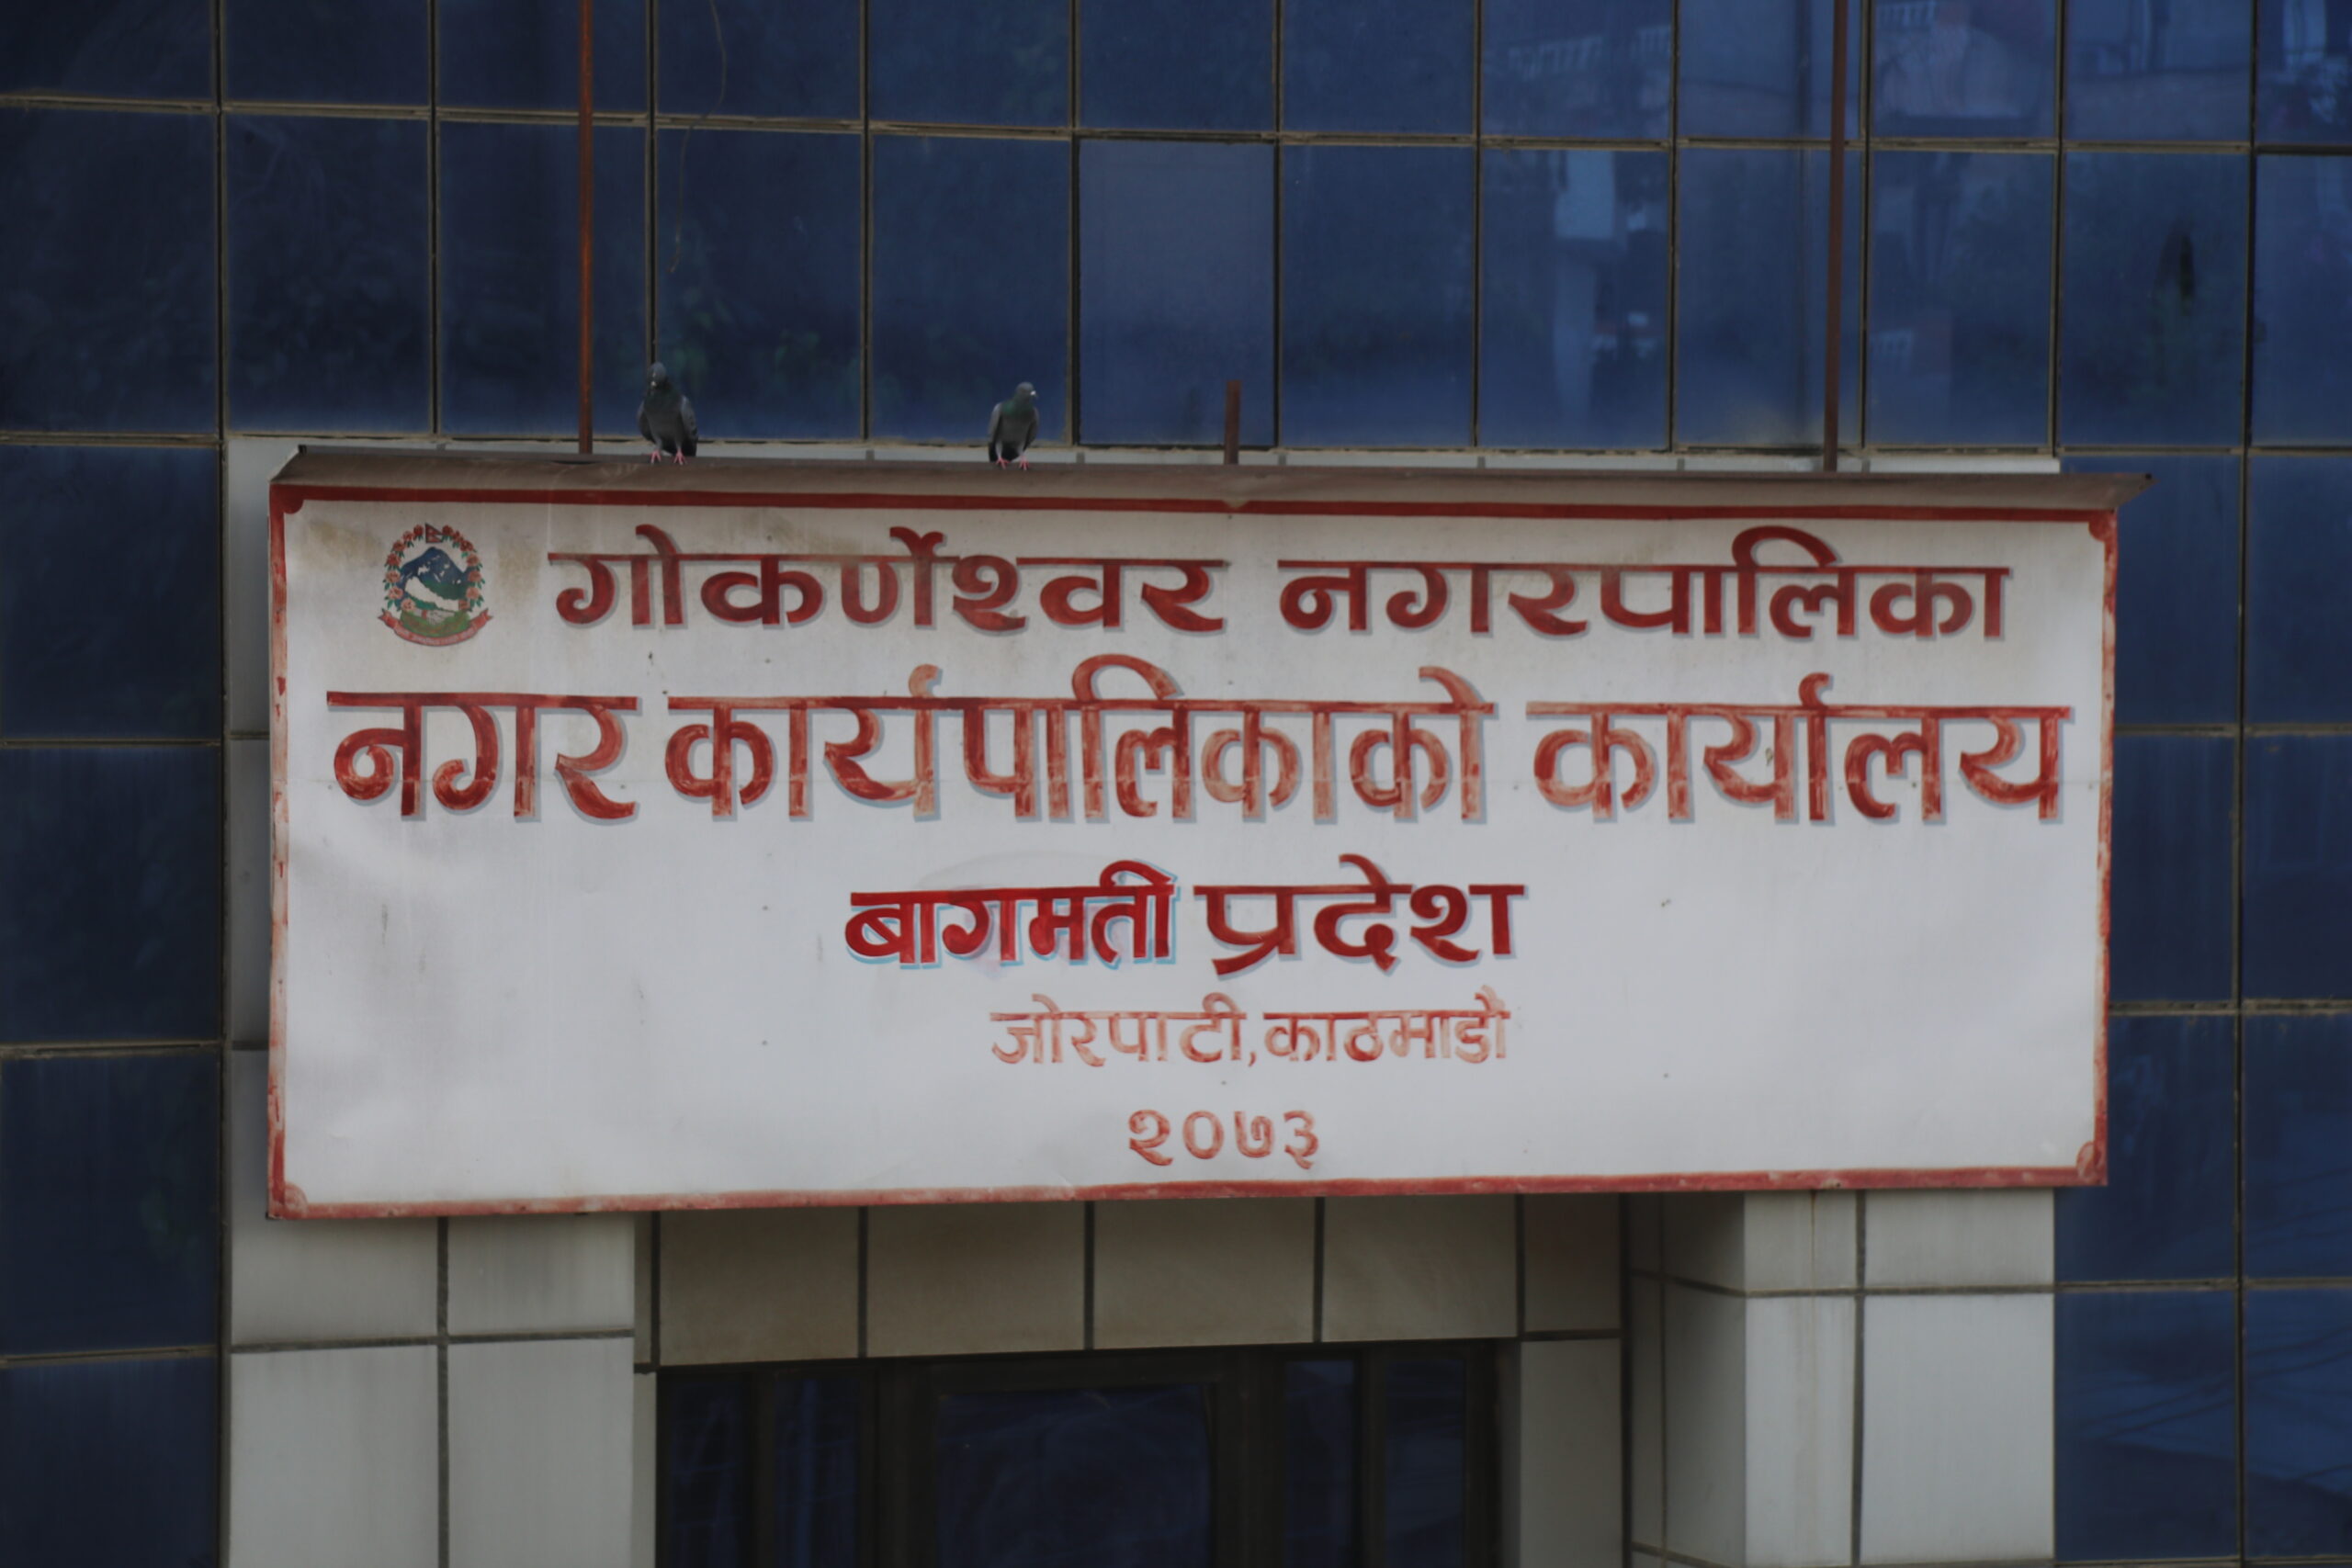 गोकर्णेश्वर नगरपालिका
नगर कार्यपालिकाको कार्यालय
बागमती प्रदेश
जोरपाटी, काठमाडौं
२०७३